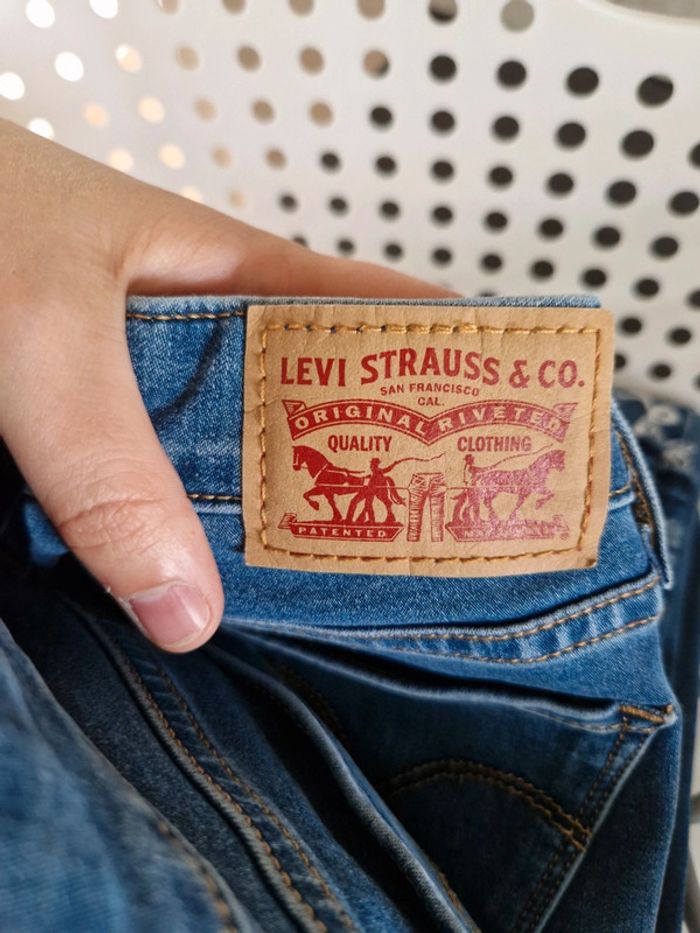 LEVI STRAUSS & CO.
SAN FRANCISCO
CAL.
ORIGINAL RIVETED
QUALITY CLOTHING
PATENTED